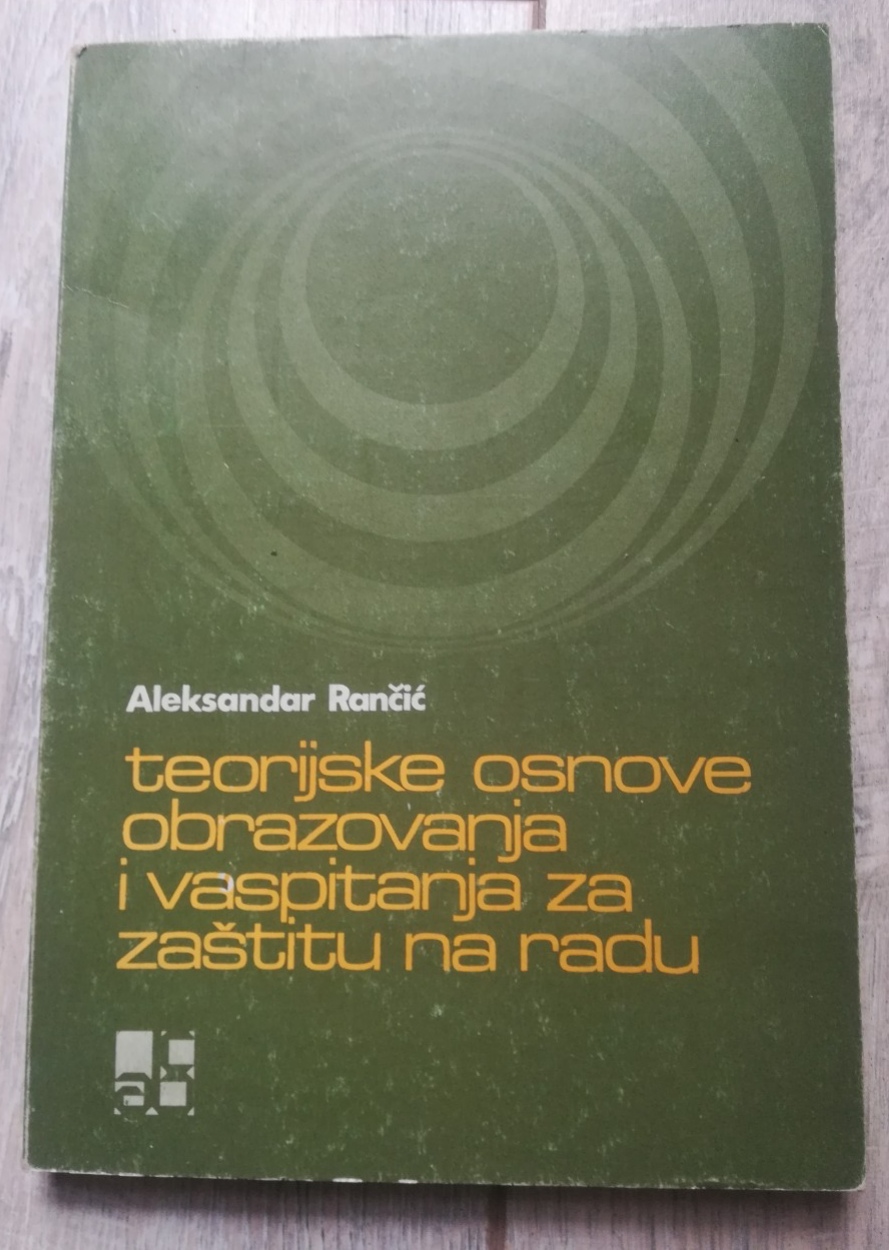 Aleksandar Rančić
teorijske osnove
obrazovanja
i vaspitanja za
zaštitu na radu